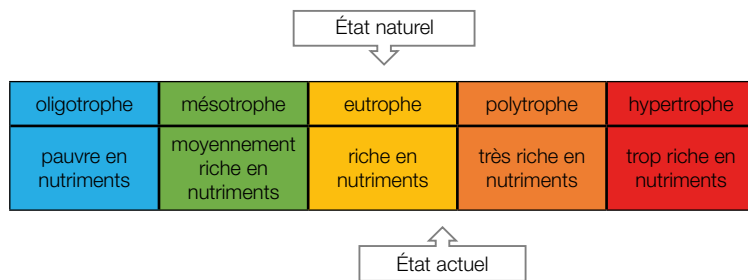 État naturel
oligotrophe
mésotrophe
eutrophe
polytrophe
hypertrophe
pauvre en
nutriments
moyennement
riche en
nutriments
riche en
nutriments
très riche en
nutriments
trop riche en
nutriments
État actuel